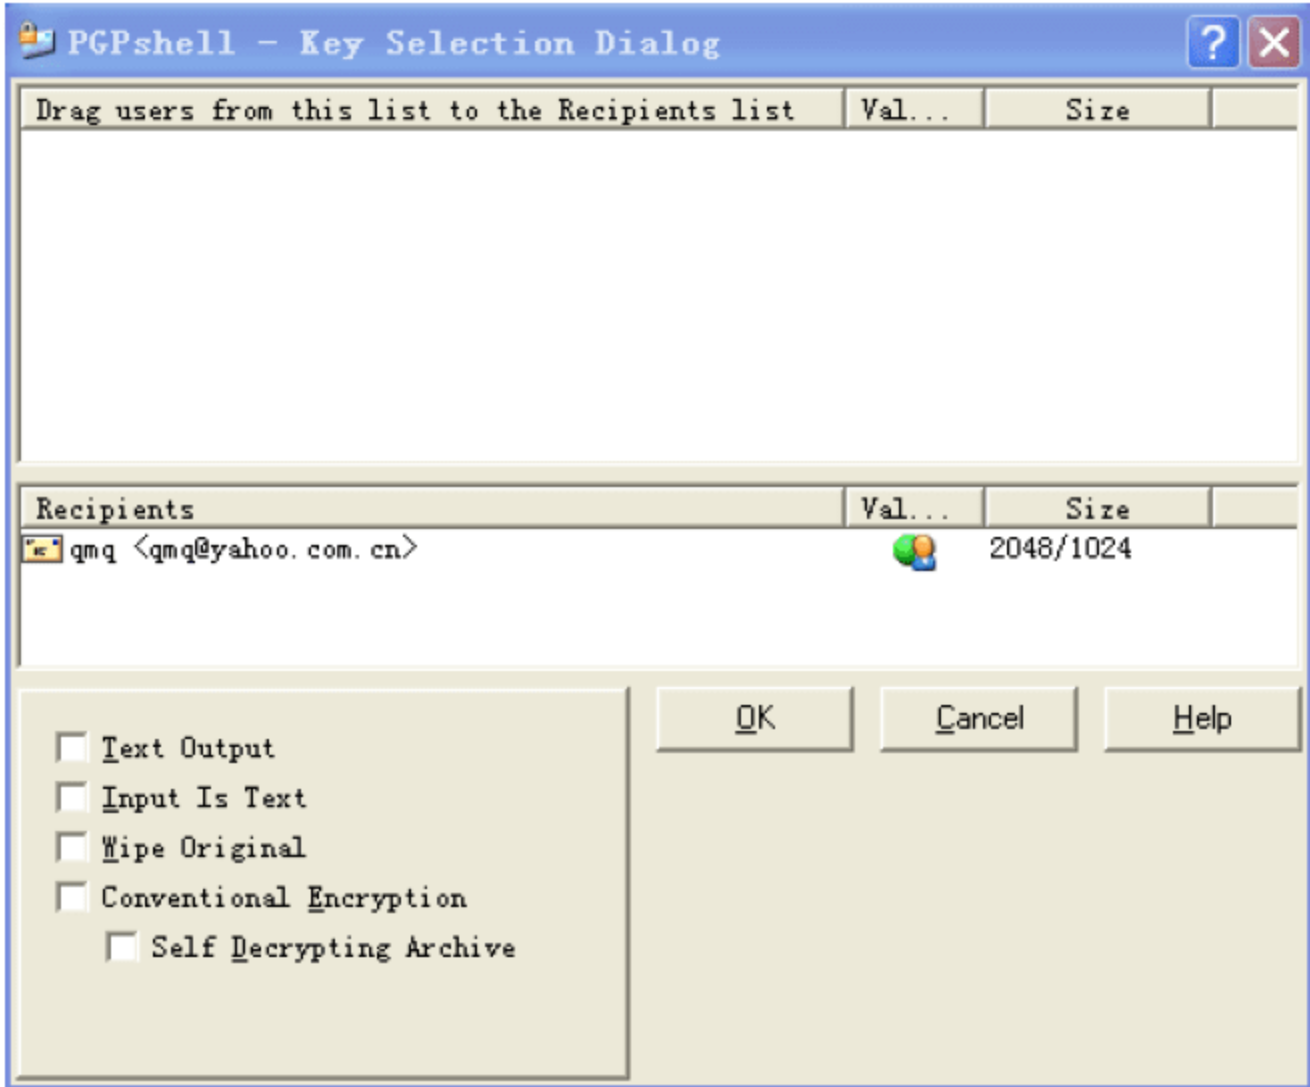 PGPshell - Key Selection Dialog
Drag users from this list to the Recipients list Val... Size
Recipients Val... Size
qmq <qmq@yahoo.com.cn> 2048/1024
OK Cancel Help
Text Output
Input Is Text
Wipe Original
Conventional Encryption
Self Decrypting Archive